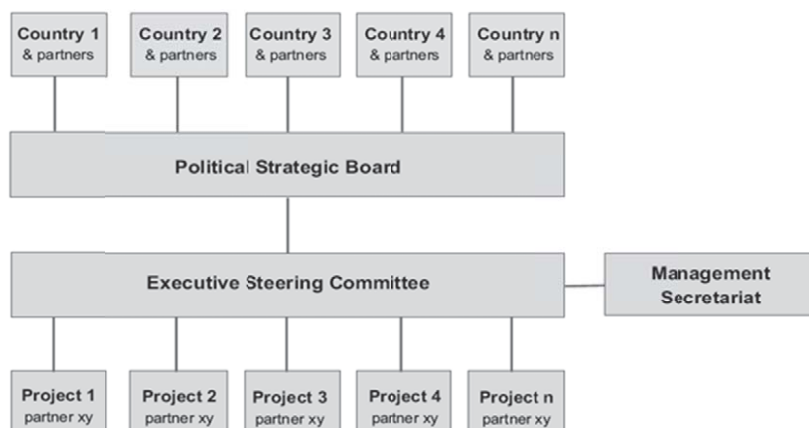 Country 1
& partners
Country 2
& partners
Country 3
& partners
Country 4
& partners
Country n
& partners
Political Strategic Board
Executive Steering Committee
Management
Secretariat
Project 1
partner xy
Project 2
partner xy
Project 3
partner xy
Project 4
partner xy
Project n
partner xy